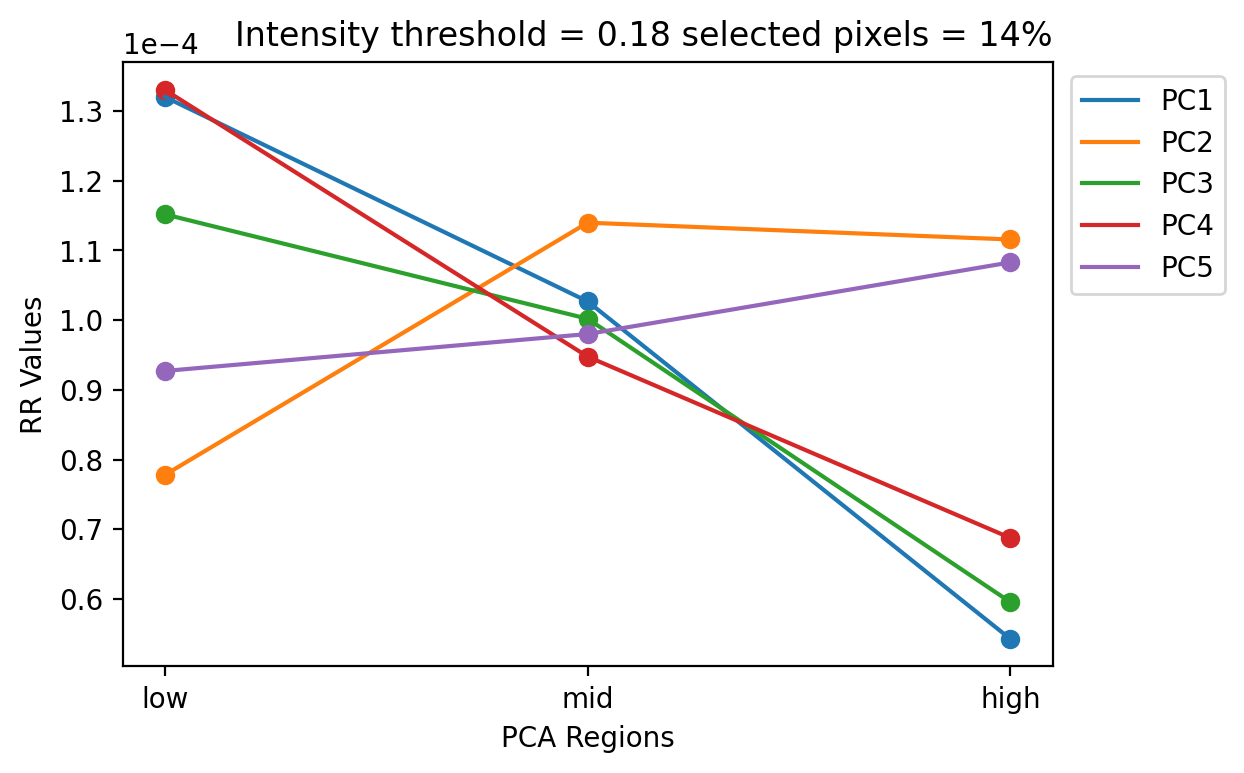 Intensity threshold = 0.18 selected pixels = 14%
1e−4
1.3
1.2
1.1
1.0
0.9
0.8
0.7
0.6
RR Values
low
mid
high
PCA Regions
PC1
PC2
PC3
PC4
PC5